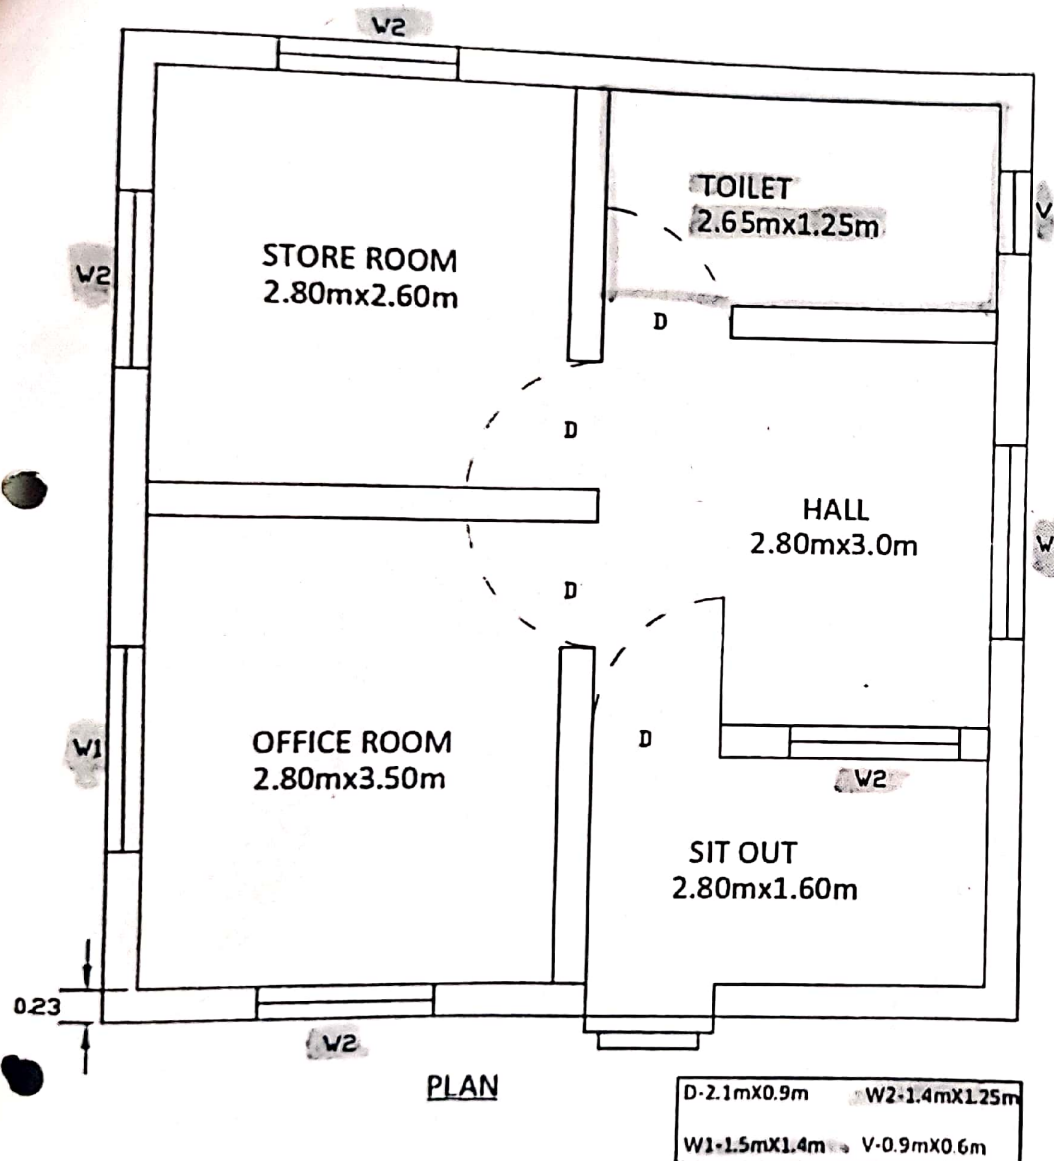 W2
TOILET
2.65mx1.25m
V
STORE ROOM
2.80mx2.60m
W2
D
D
HALL
2.80mx3.0m
W
D
OFFICE ROOM
2.80mx3.50m
W1
D
W2
SIT OUT
2.80mx1.60m
0.23
W2
PLAN
D-2.1mX0.9m W2-1.4mX1.25m
W1-1.5mX1.4m V-0.9mX0.6m